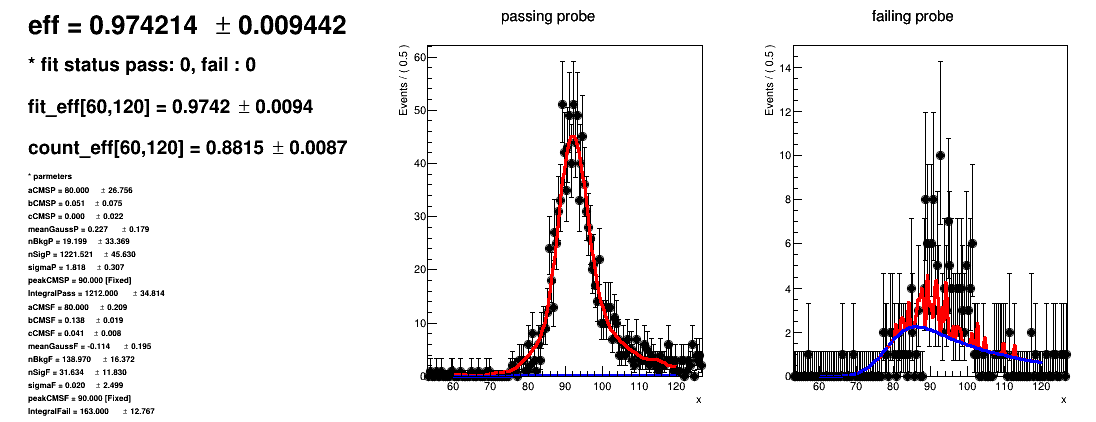 eff = 0.974214 ± 0.009442
* fit status pass: 0, fail : 0
fit_eff[60,120] = 0.9742 ± 0.0094
count_eff[60,120] = 0.8815 ± 0.0087
* parmeters
aCMSP = 80.000 ± 26.756
bCMSP = 0.051 ± 0.075
cCMSP = 0.000 ± 0.022
meanGaussP = 0.227 ± 0.179
nBkgP = 19.199 ± 33.369
nSigP = 1221.521 ± 45.630
sigmaP = 1.818 ± 0.307
peakCMSP = 90.000 [Fixed]
IntegralPass = 1212.000 ± 34.814
aCMSF = 80.000 ± 0.209
bCMSF = 0.138 ± 0.019
cCMSF = 0.041 ± 0.008
meanGaussF = -0.114 ± 0.195
nBkgF = 138.970 ± 16.372
nSigF = 31.634 ± 11.830
sigmaF = 0.020 ± 2.499
peakCMSF = 90.000 [Fixed]
IntegralFail = 163.000 ± 12.767
passing probe
Events / ( 0.5 )
60
50
40
30
20
10
0
60 70 80 90 100 110 120
x
failing probe
Events / ( 0.5 )
14
12
10
8
6
4
2
0
60 70 80 90 100 110 120
x